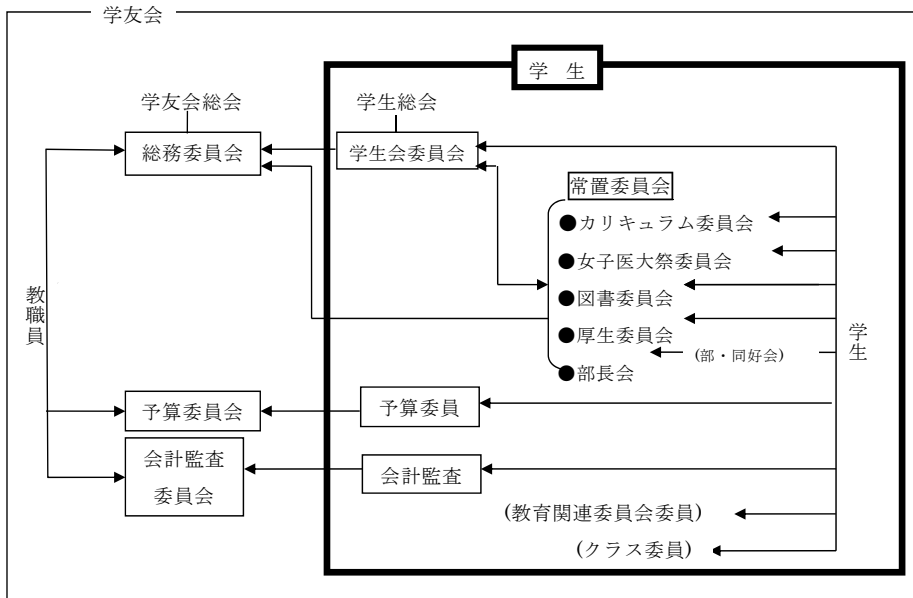 学友会
学 生
学友会総会
学生総会
総務委員会
学生会委員会
常置委員会
●カリキュラム委員会
●女子医大祭委員会
●図書委員会
●厚生委員会
(部・同好会)
●部長会
教職員
学生
予算委員会
予算委員
会計監査
委員会
会計監査
(教育関連委員会委員)
(クラス委員)